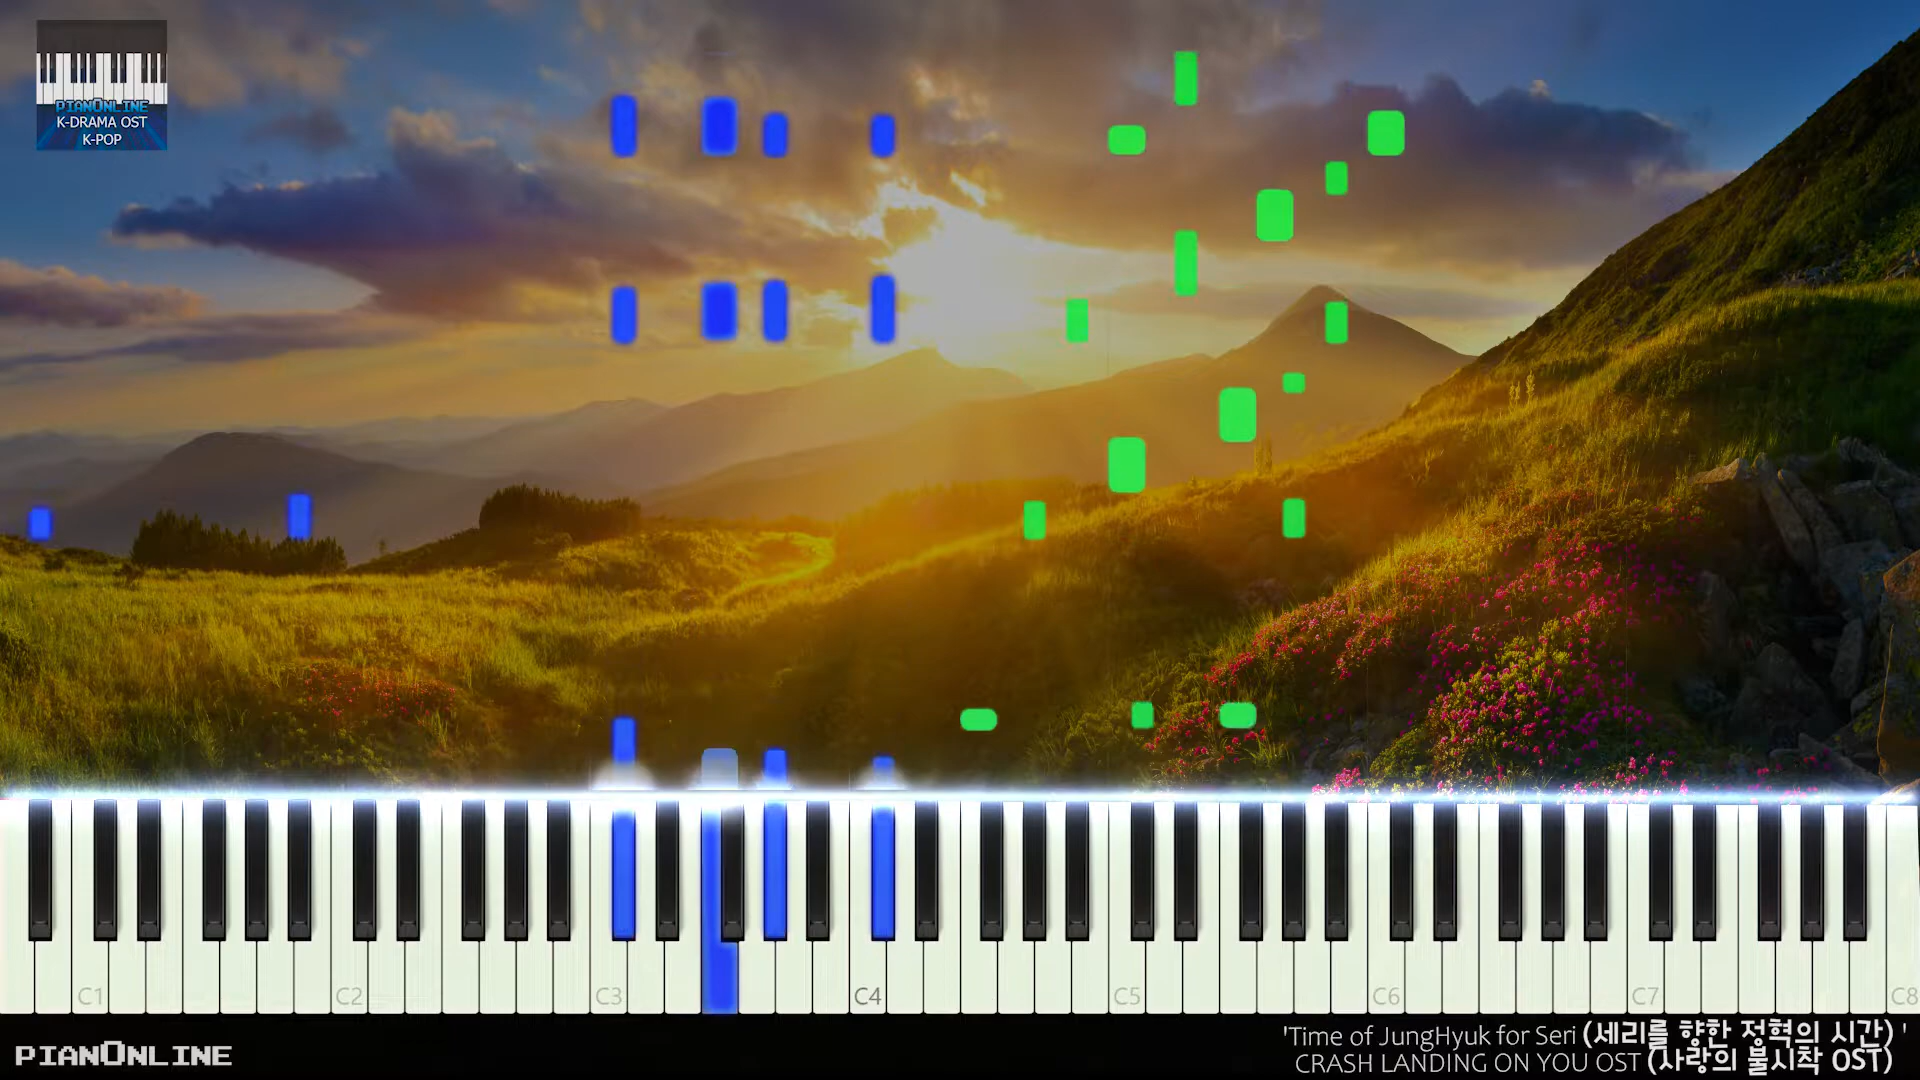 PIANONLINE
K-DRAMA OST
K-POP
C1
C2
C3
C4
C5
C6
C7
C8
PIANONLINE
'Time of JungHyuk for Seri (세리를 향한 정혁의 시간) '
CRASH LANDING ON YOU OST (사랑의 불시착 OST)